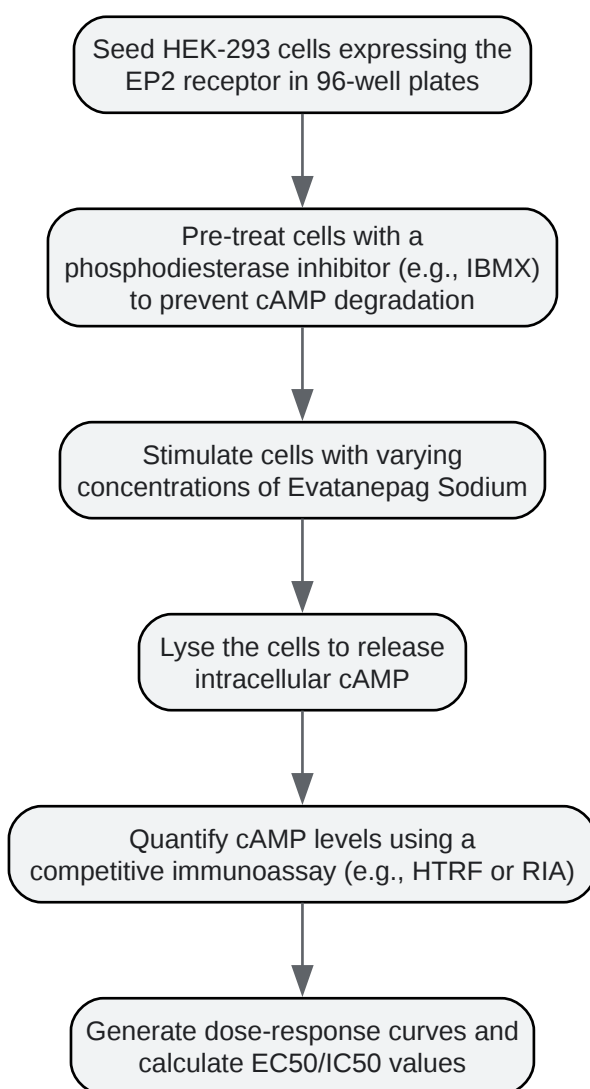 Seed HEK-293 cells expressing the
EP2 receptor in 96-well plates
Pre-treat cells with a
phosphodiesterase inhibitor (e.g., IBMX)
to prevent cAMP degradation
Stimulate cells with varying
concentrations of Evatanepag Sodium
Lyse the cells to release
intracellular cAMP
Quantify cAMP levels using a
competitive immunoassay (e.g., HTRF or RIA)
Generate dose-response curves and
calculate EC50/IC50 values